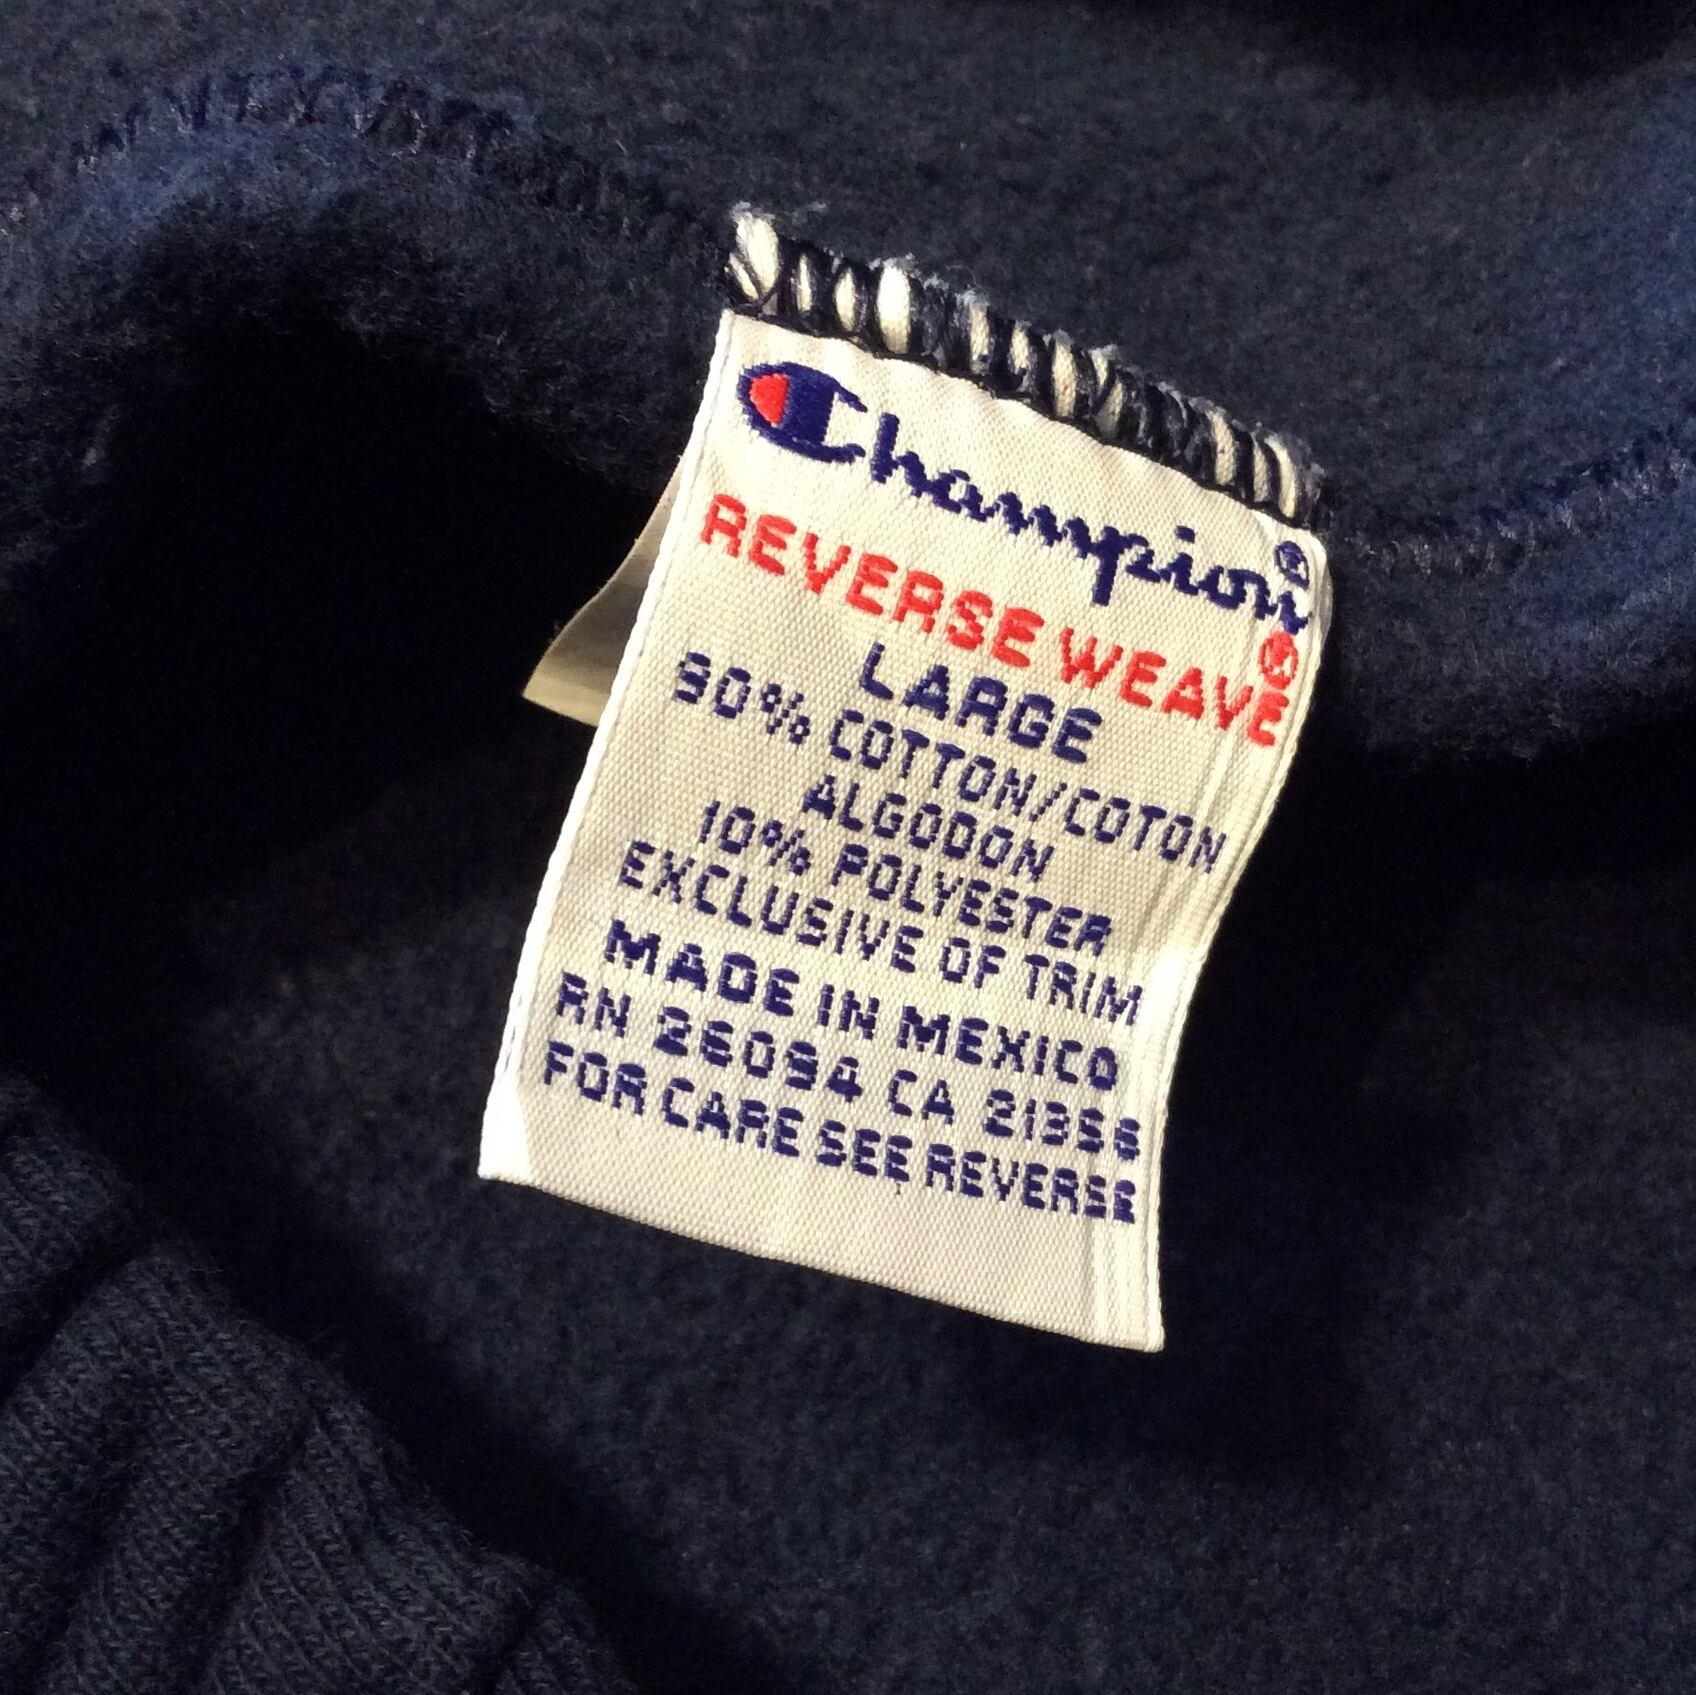 Champion®
REVERSE WEAVE®
LARGE
90% COTTON/COTON
ALGODON
10% POLYESTER
EXCLUSIVE OF TRIM
MADE IN MEXICO
RN 26094 CA 21356
FOR CARE SEE REVERSE